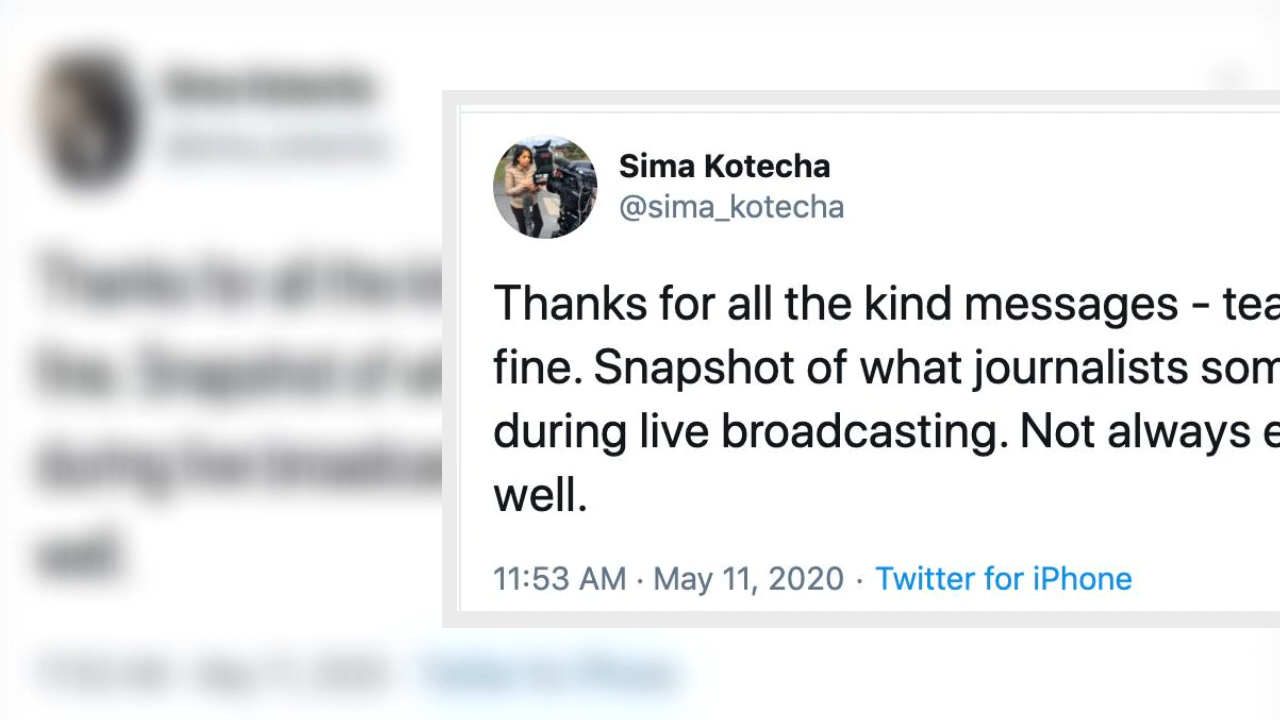 Sima Kotecha
@sima_kotecha
Thanks for all the kind messages - tea
fine. Snapshot of what journalists som
during live broadcasting. Not always e
well.
11:53 AM · May 11, 2020 · Twitter for iPhone